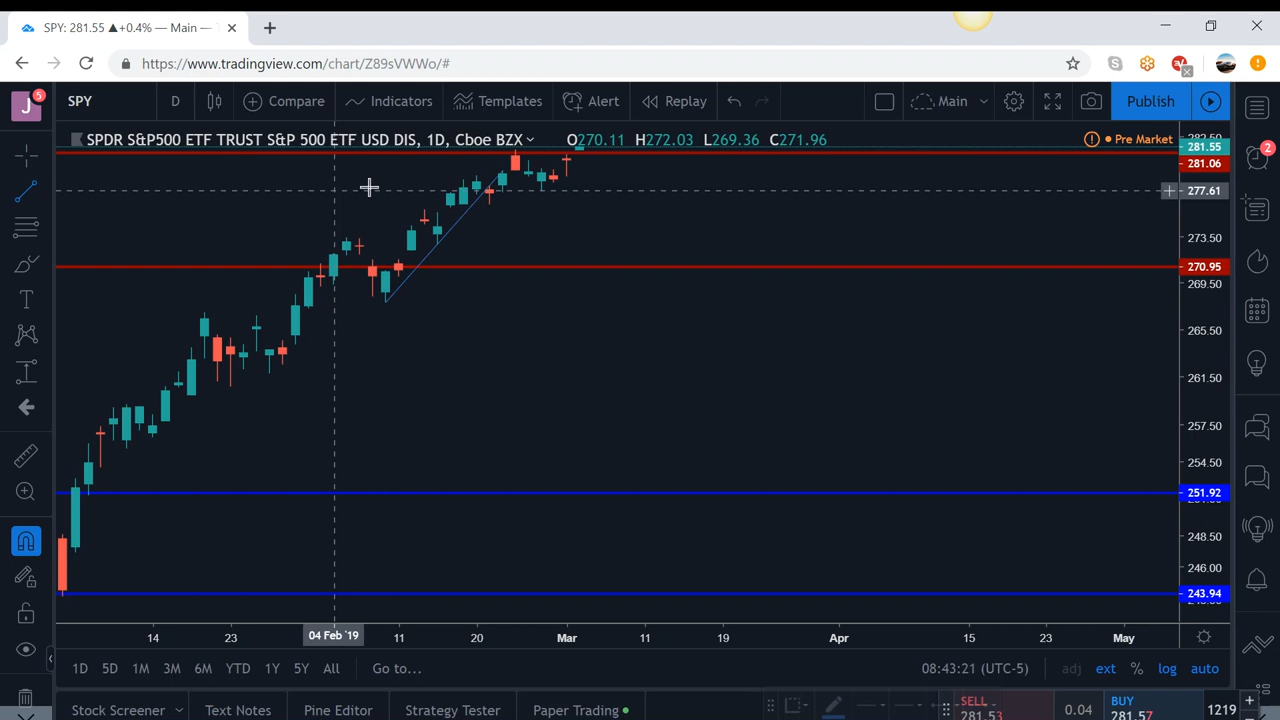 SPY: 281.55 ▲+0.4% — Main —
https://www.tradingview.com/chart/Z89sVWWo/#
J 5 SPY D Compare Indicators Templates Alert Replay Main Publish
SPDR S&P500 ETF TRUST S&P 500 ETF USD DIS, 1D, Cboe BZX O270.11 H272.03 L269.36 C271.96 Pre Market
281.55
2
281.06
277.61
273.50
270.95
269.50
265.50
261.50
257.50
254.50
251.92
248.50
246.00
243.94
14 23 04 Feb '19 11 20 Mar 11 19 Apr 15 23 May
1D 5D 1M 3M 6M YTD 1Y 5Y All Go to... 08:43:21 (UTC-5) adj ext % log auto
Stock Screener Text Notes Pine Editor Strategy Tester Paper Trading SELL 281.53 0.04 BUY 281.57 1219